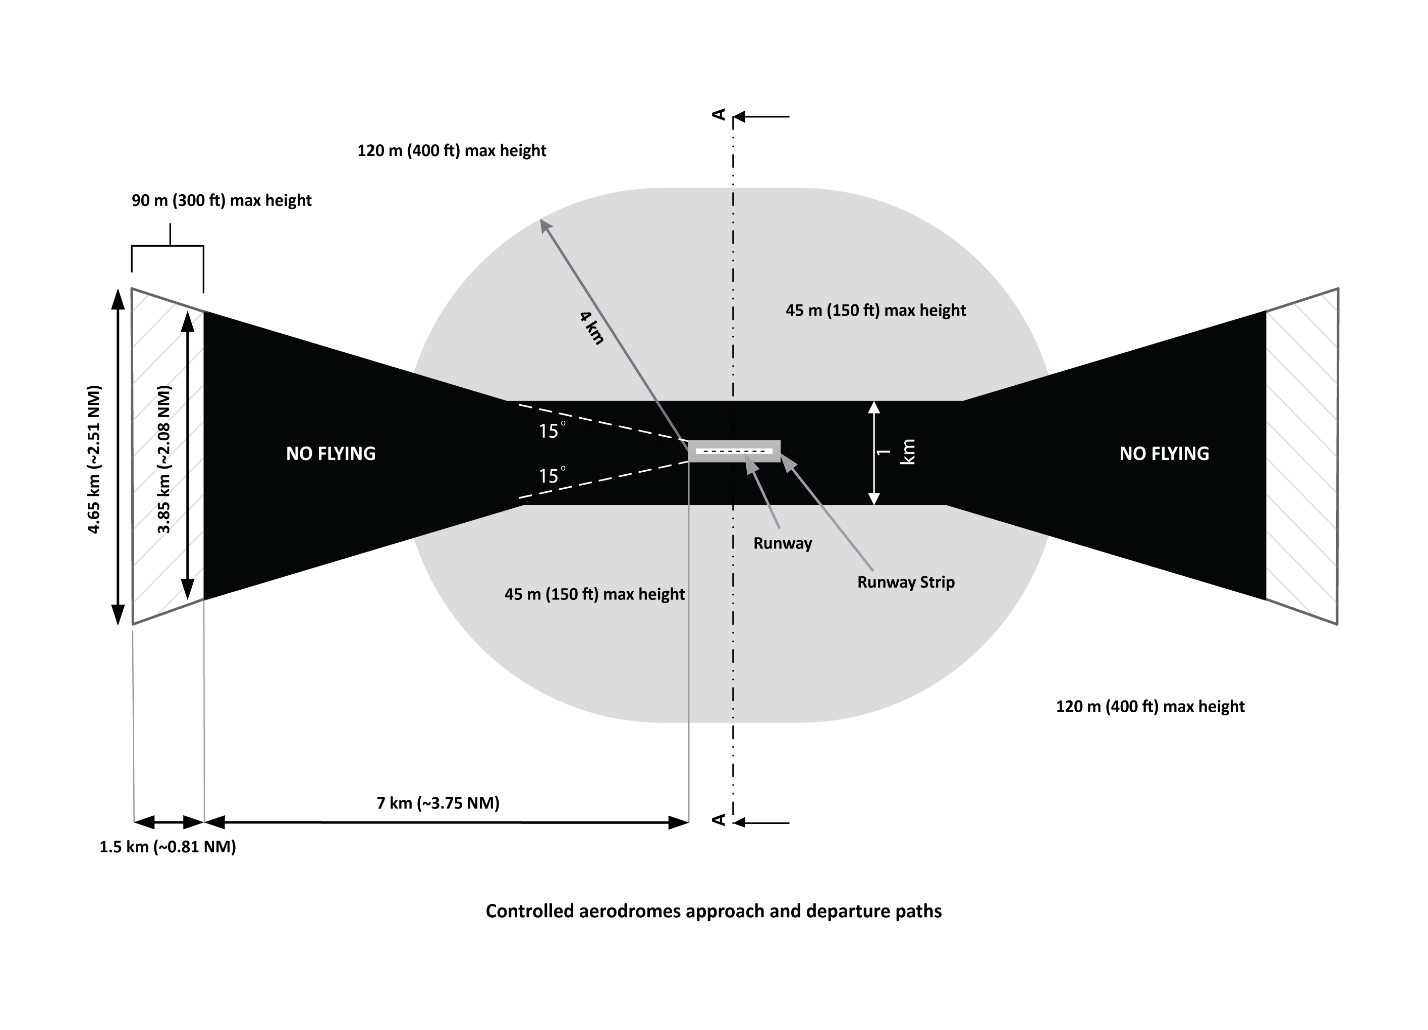 A
120 m (400 ft) max height
90 m (300 ft) max height
4 km
45 m (150 ft) max height
4.65 km (~2.51 NM)
3.85 km (~2.08 NM)
NO FLYING
15°
15°
1
km
NO FLYING
Runway
Runway Strip
45 m (150 ft) max height
120 m (400 ft) max height
7 km (~3.75 NM)
A
1.5 km (~0.81 NM)
Controlled aerodromes approach and departure paths